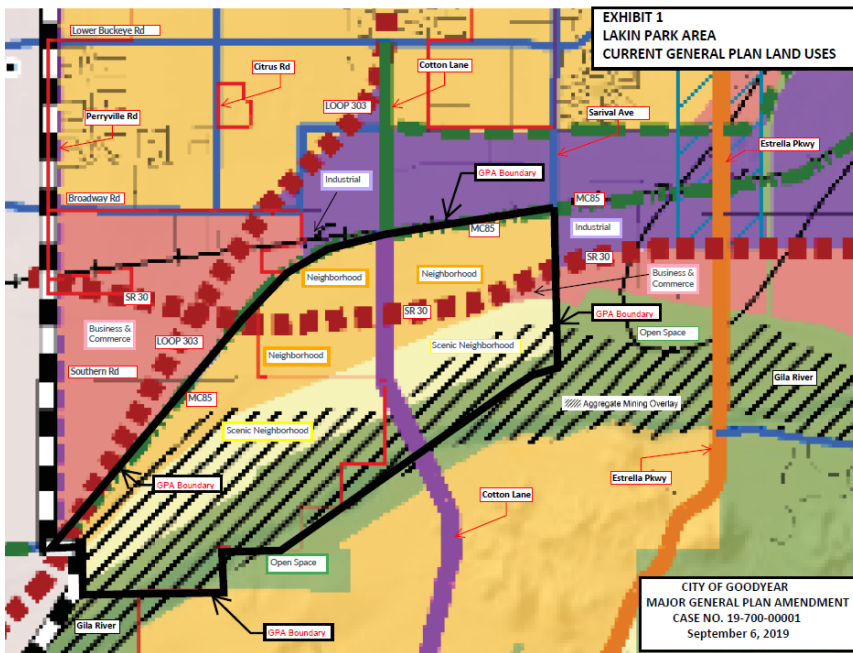 EXHIBIT 1
LAKIN PARK AREA
CURRENT GENERAL PLAN LAND USES
Lower Buckeye Rd
Citrus Rd
Cotton Lane
LOOP 303
Perryville Rd
Sarival Ave
Estrella Pkwy
Industrial
GPA Boundary
Broadway Rd
MC85
MC85
Industrial
Neighborhood
Neighborhood
SR 30
Business &
Commerce
SR 30
Business &
Commerce
LOOP 303
GPA Boundary
Open Space
Neighborhood
Scenic Neighborhood
Southern Rd
Gila River
MC85
Aggregate Mining Overlay
Scenic Neighborhood
GPA Boundary
Estrella Pkwy
Cotton Lane
Open Space
Gila River
GPA Boundary
CITY OF GOODYEAR
MAJOR GENERAL PLAN AMENDMENT
CASE NO. 19-700-00001
September 6, 2019